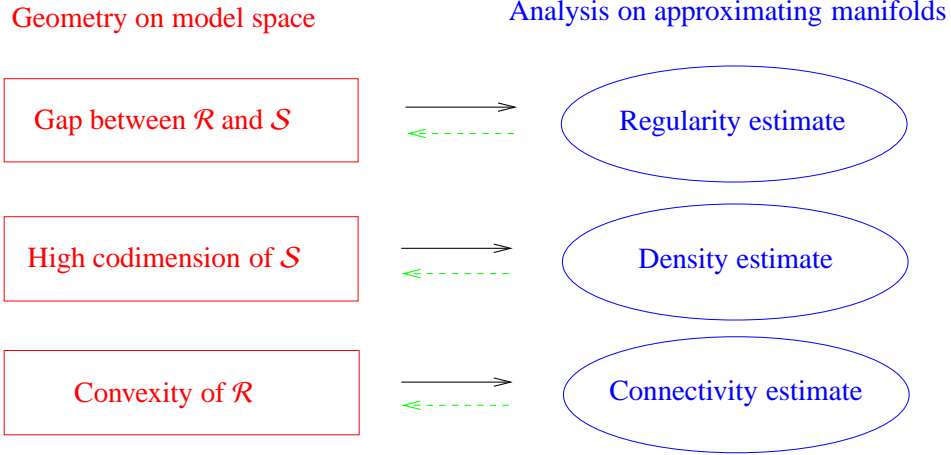 Geometry on model space
Analysis on approximating manifolds
Gap between ℛ and 𝒮
Regularity estimate
High codimension of 𝒮
Density estimate
Convexity of ℛ
Connectivity estimate